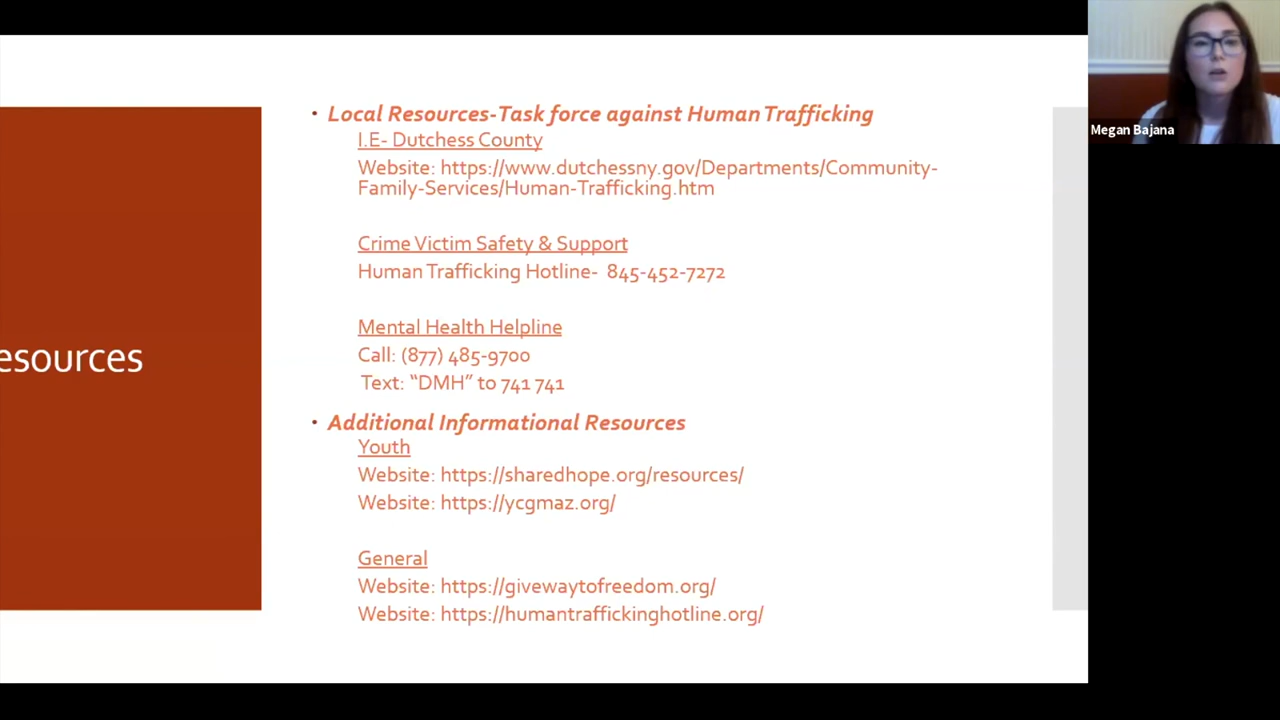 esources
• Local Resources-Task force against Human Trafficking
I.E- Dutchess County
Website: https://www.dutchessny.gov/Departments/Community-
Family-Services/Human-Trafficking.htm
Crime Victim Safety & Support
Human Trafficking Hotline- 845-452-7272
Mental Health Helpline
Call: (877) 485-9700
Text: “DMH” to 741 741
• Additional Informational Resources
Youth
Website: https://sharedhope.org/resources/
Website: https://ycgmaz.org/
General
Website: https://givewaytofreedom.org/
Website: https://humantraffickinghotline.org/
Megan Bajana